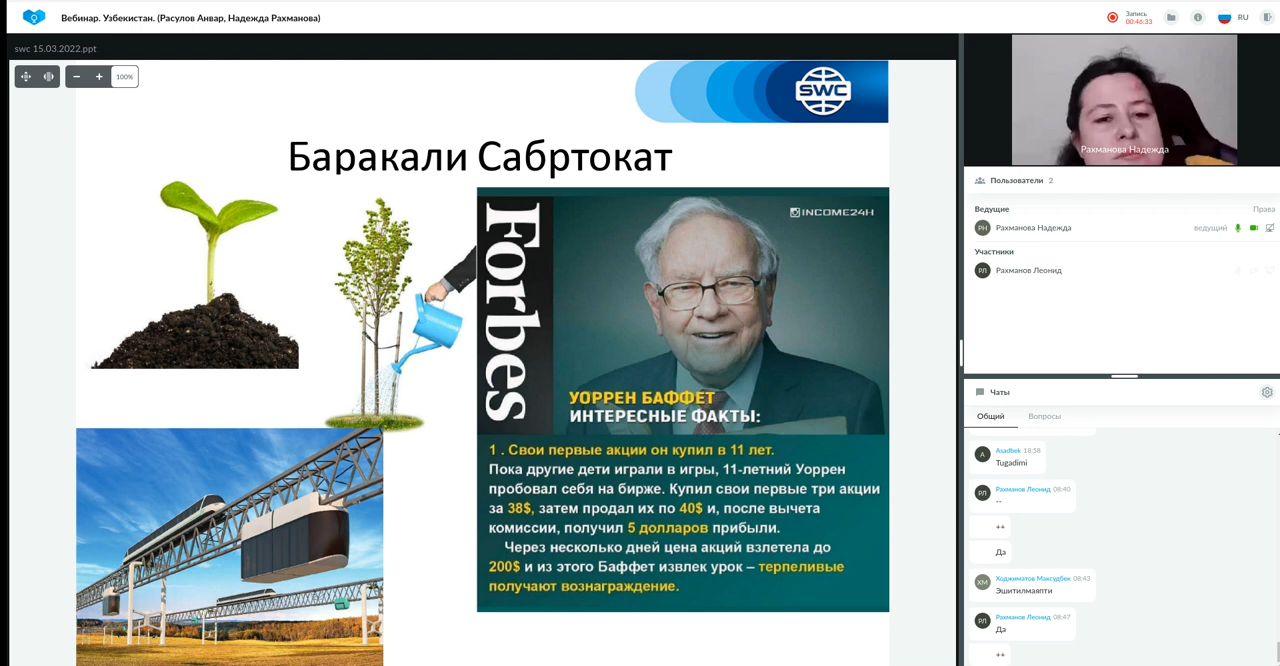 Вебинар. Узбекистан. (Расулов Анвар, Надежда Рахманова)
Запись
00:46:33
RU
swc 15.03.2022.ppt
100%
SWC
Баракали Сабртокат
Forbes
INCOME24H
УОРРЕН БАФФЕТ
ИНТЕРЕСНЫЕ ФАКТЫ:
1 . Свои первые акции он купил в 11 лет.
Пока другие дети играли в игры, 11-летний Уоррен
пробовал себя на бирже. Купил свои первые три акции
за 38$, затем продал их по 40$ и, после вычета
комиссии, получил 5 долларов прибыли.
Через несколько дней цена акций взлетела до
200$ и из этого Баффет извлек урок – терпеливые
получают вознаграждение.
Рахманова Надежда
Пользователи 2
Ведущие
Права
РН
Рахманова Надежда
ведущий
Участники
РЛ
Рахманов Леонид
Чаты
Общий
Вопросы
A
Asadbek 18:58
Tugadimi
РЛ
Рахманов Леонид 08:40
--
++
Да
ХМ
Ходжиматов Максудбек 08:43
Эшитилмаяпти
РЛ
Рахманов Леонид 08:47
Да
++